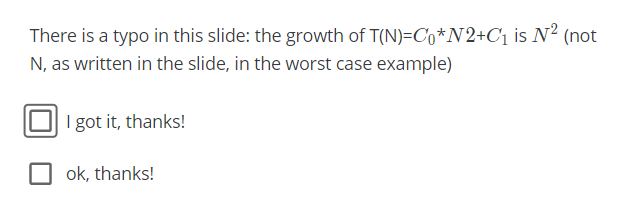 There is a typo in this slide: the growth of T(N)=C₀*N2+C₁ is N² (not
N, as written in the slide, in the worst case example)
I got it, thanks!
ok, thanks!